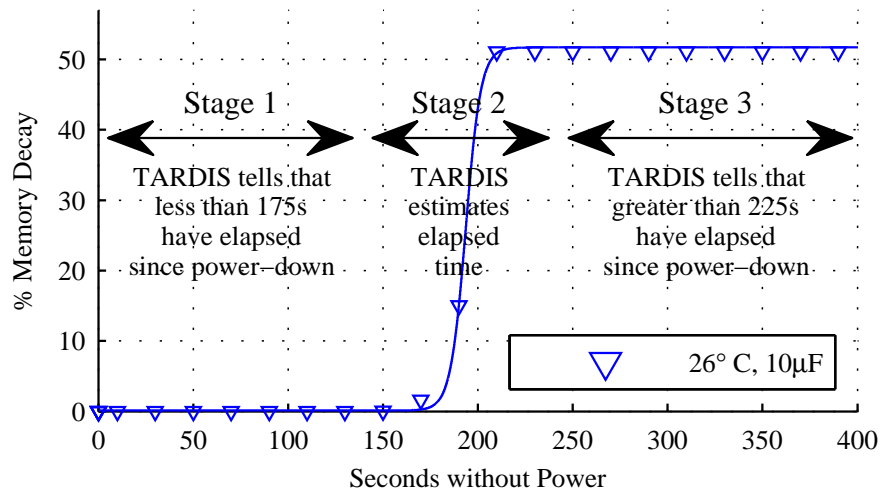 50
40
30
20
10
0
% Memory Decay
Stage 1
TARDIS tells that
less than 175s
have elapsed
since power−down
Stage 2
TARDIS
estimates
elapsed
time
Stage 3
TARDIS tells that
greater than 225s
have elapsed
since power−down
26° C, 10µF
0 50 100 150 200 250 300 350 400
Seconds without Power